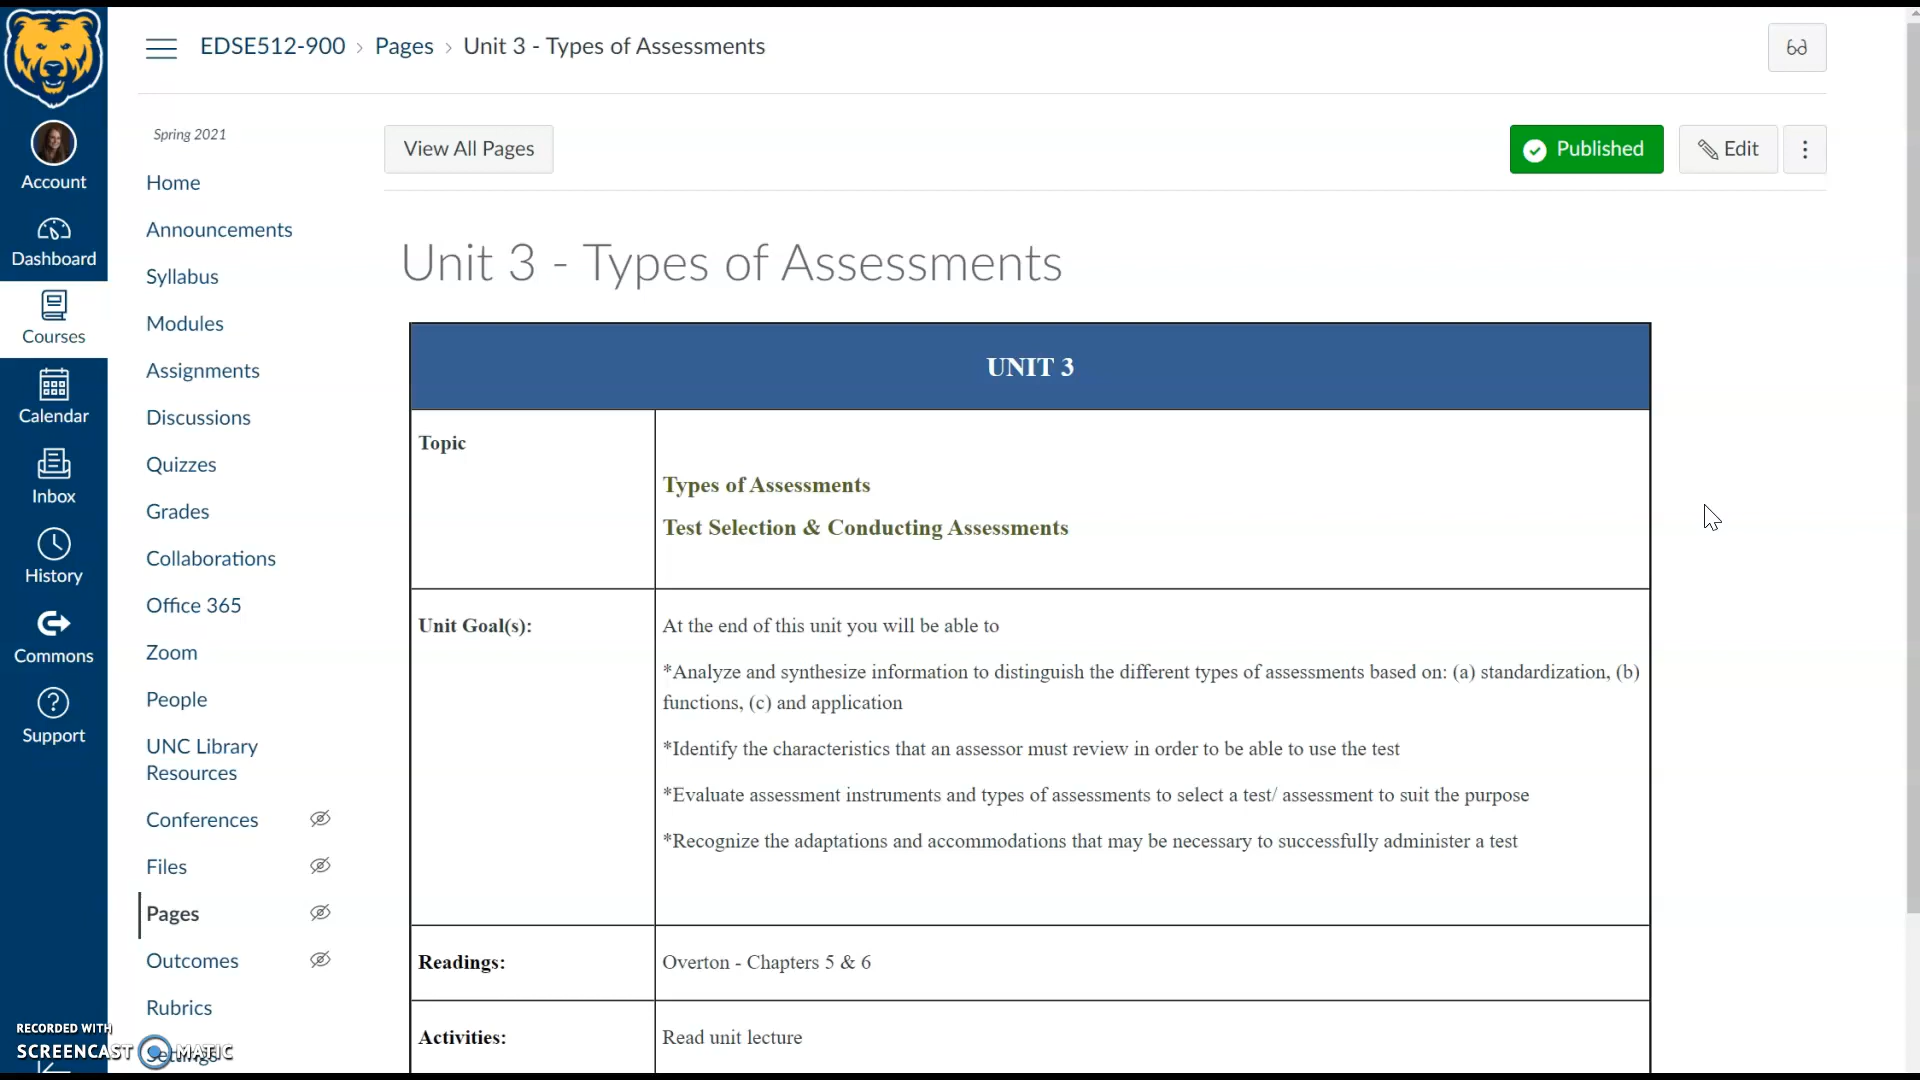 EDSE512-900 › Pages › Unit 3 - Types of Assessments
Account
Dashboard
Courses
Calendar
Inbox
History
Commons
Support
Spring 2021
Home
Announcements
Syllabus
Modules
Assignments
Discussions
Quizzes
Grades
Collaborations
Office 365
Zoom
People
UNC Library
Resources
Conferences
Files
Pages
Outcomes
Rubrics
Settings
View All Pages
Published
Edit
Unit 3 - Types of Assessments
UNIT 3
Topic
Types of Assessments
Test Selection & Conducting Assessments
Unit Goal(s):
At the end of this unit you will be able to
*Analyze and synthesize information to distinguish the different types of assessments based on: (a) standardization, (b)
functions, (c) and application
*Identify the characteristics that an assessor must review in order to be able to use the test
*Evaluate assessment instruments and types of assessments to select a test/ assessment to suit the purpose
*Recognize the adaptations and accommodations that may be necessary to successfully administer a test
Readings:
Overton - Chapters 5 & 6
Activities:
Read unit lecture
RECORDED WITH
SCREENCAST MATIC